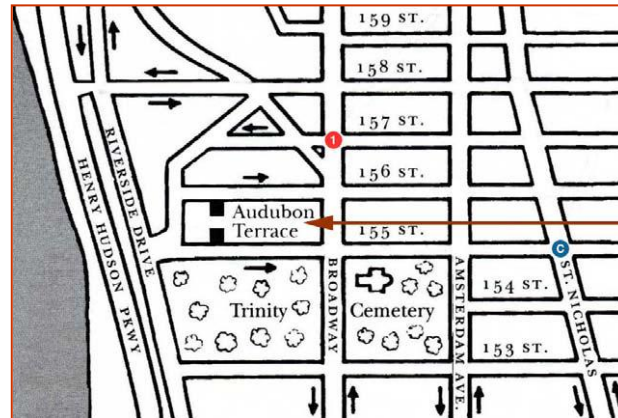 159 ST.
158 ST.
157 ST.
1
156 ST.
Audubon
Terrace
155 ST.
C
RIVERSIDE DRIVE
HENRY HUDSON PKWY
BROADWAY
AMSTERDAM AVE.
ST. NICHOLAS
Trinity
Cemetery
154 ST.
153 ST.